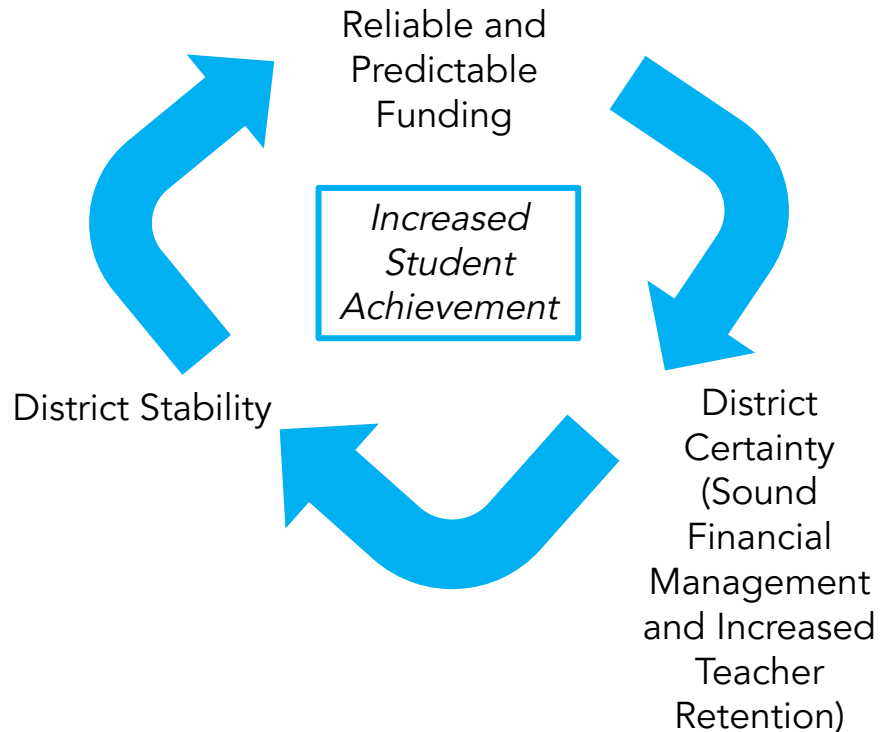 Reliable and
Predictable
Funding
Increased
Student
Achievement
District Stability
District
Certainty
(Sound
Financial
Management
and Increased
Teacher
Retention)